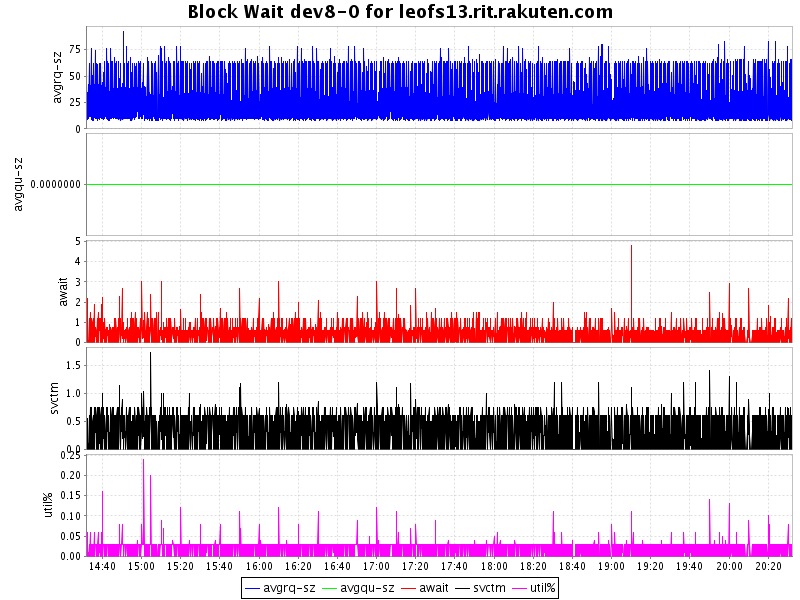 Block Wait dev8-0 for leofs13.rit.rakuten.com
avgrq-sz
75
50
25
0
avgqu-sz
0.0000000
await
5
4
3
2
1
0
svctm
1.5
1.0
0.5
0.0
util%
0.25
0.20
0.15
0.10
0.05
0.00
14:40 15:00 15:20 15:40 16:00 16:20 16:40 17:00 17:20 17:40 18:00 18:20 18:40 19:00 19:20 19:40 20:00 20:20
avgrq-sz avgqu-sz await svctm util%